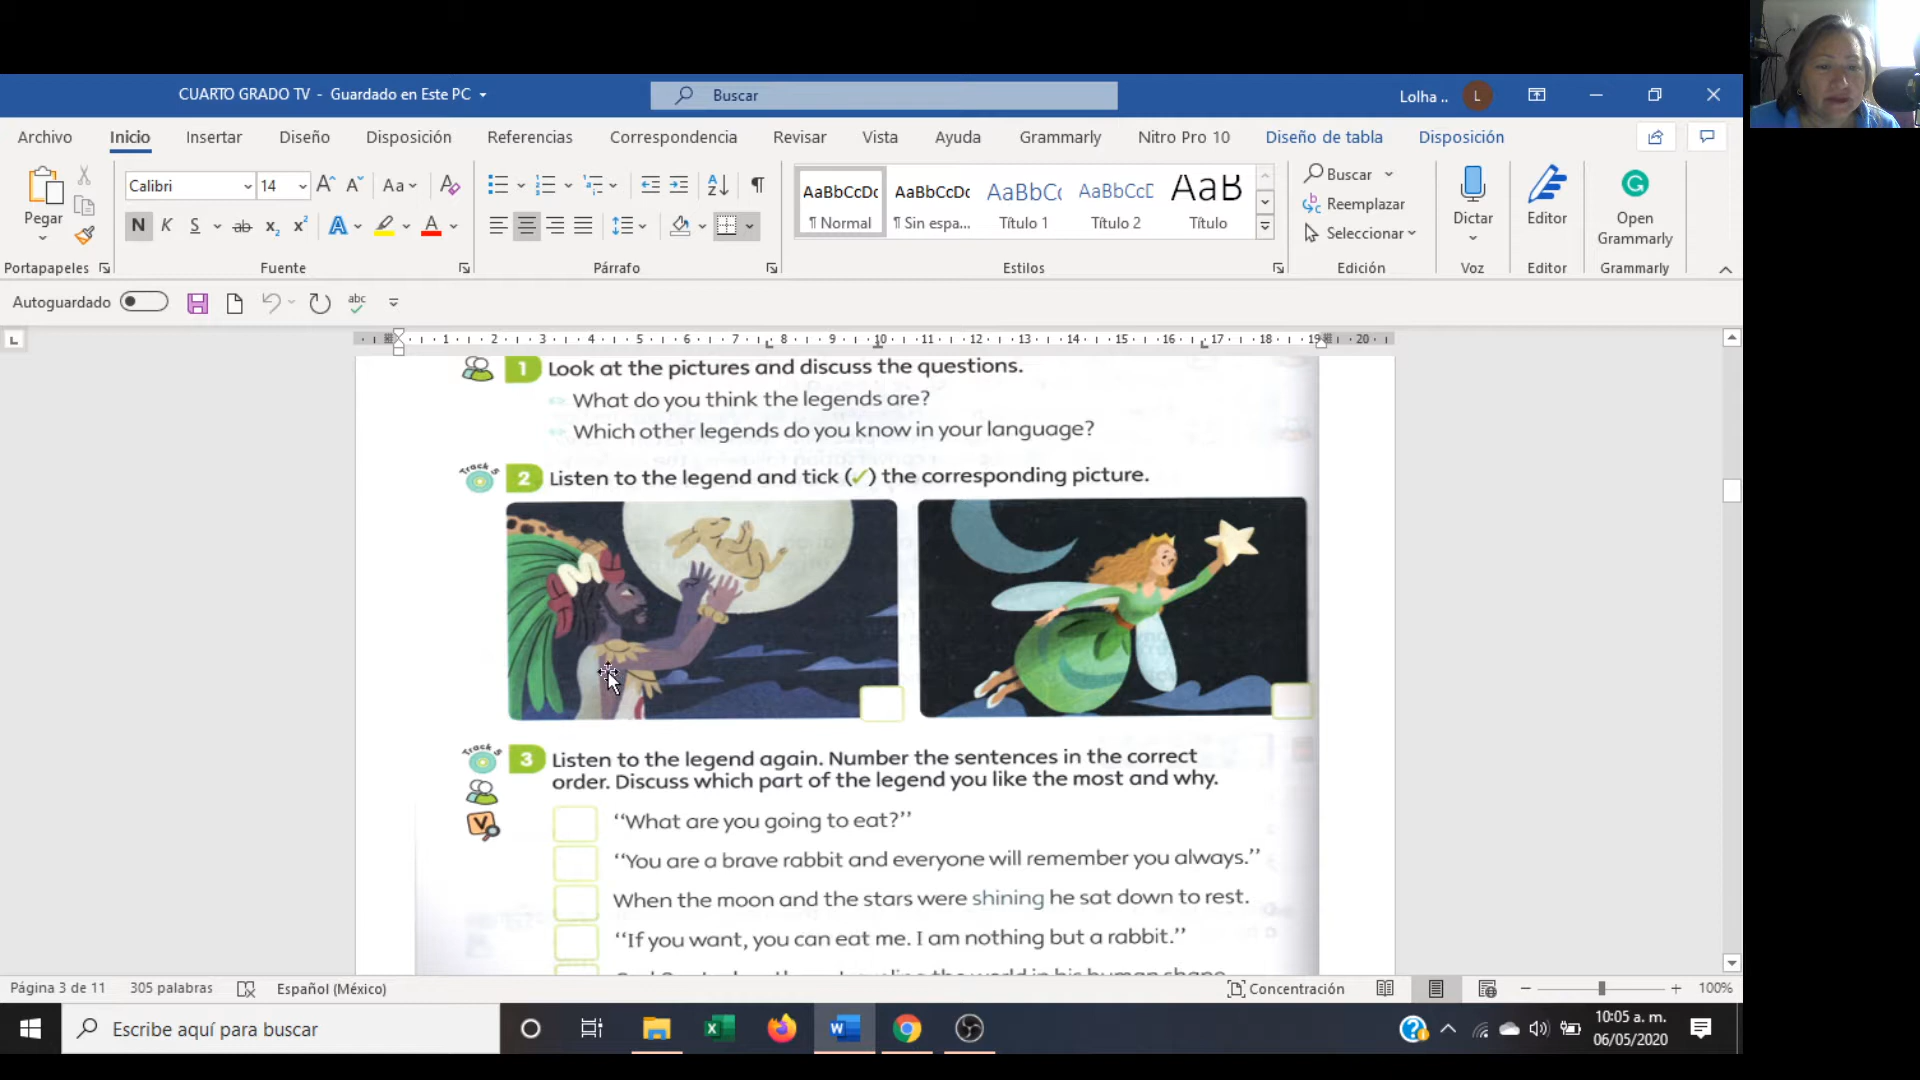 CUARTO GRADO TV - Guardado en Este PC
Buscar
Lolha ..
L
Archivo Inicio Insertar Diseño Disposición Referencias Correspondencia Revisar Vista Ayuda Grammarly Nitro Pro 10 Diseño de tabla Disposición
Pegar
Calibri 14
Portapapeles
Fuente
Párrafo
AaBbCcDc AaBbCcDc AaBbCc AaBbCcD AaB
¶ Normal ¶ Sin espa... Título 1 Título 2 Título
Estilos
Buscar
Reemplazar
Seleccionar
Edición
Dictar
Voz
Editor
Editor
Open
Grammarly
Grammarly
Autoguardado
1 Look at the pictures and discuss the questions.
What do you think the legends are?
Which other legends do you know in your language?
Track 5
2 Listen to the legend and tick (✓) the corresponding picture.
Track 5
3 Listen to the legend again. Number the sentences in the correct
order. Discuss which part of the legend you like the most and why.
“What are you going to eat?”
“You are a brave rabbit and everyone will remember you always.”
When the moon and the stars were shining he sat down to rest.
“If you want, you can eat me. I am nothing but a rabbit.”
Página 3 de 11 305 palabras Español (México) Concentración 100%
Escribe aquí para buscar
10:05 a. m.
06/05/2020